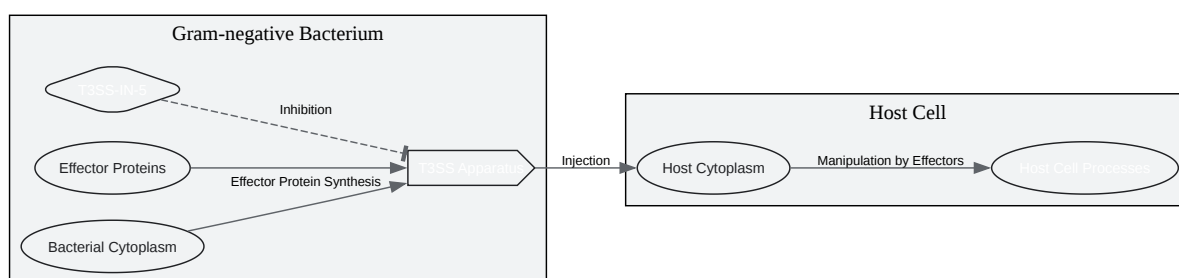 Gram-negative Bacterium
T3SS-IN-5
Inhibition
Effector Proteins
Effector Protein Synthesis
Bacterial Cytoplasm
T3SS Apparatus
Injection
Host Cell
Host Cytoplasm
Manipulation by Effectors
Host Cell Processes